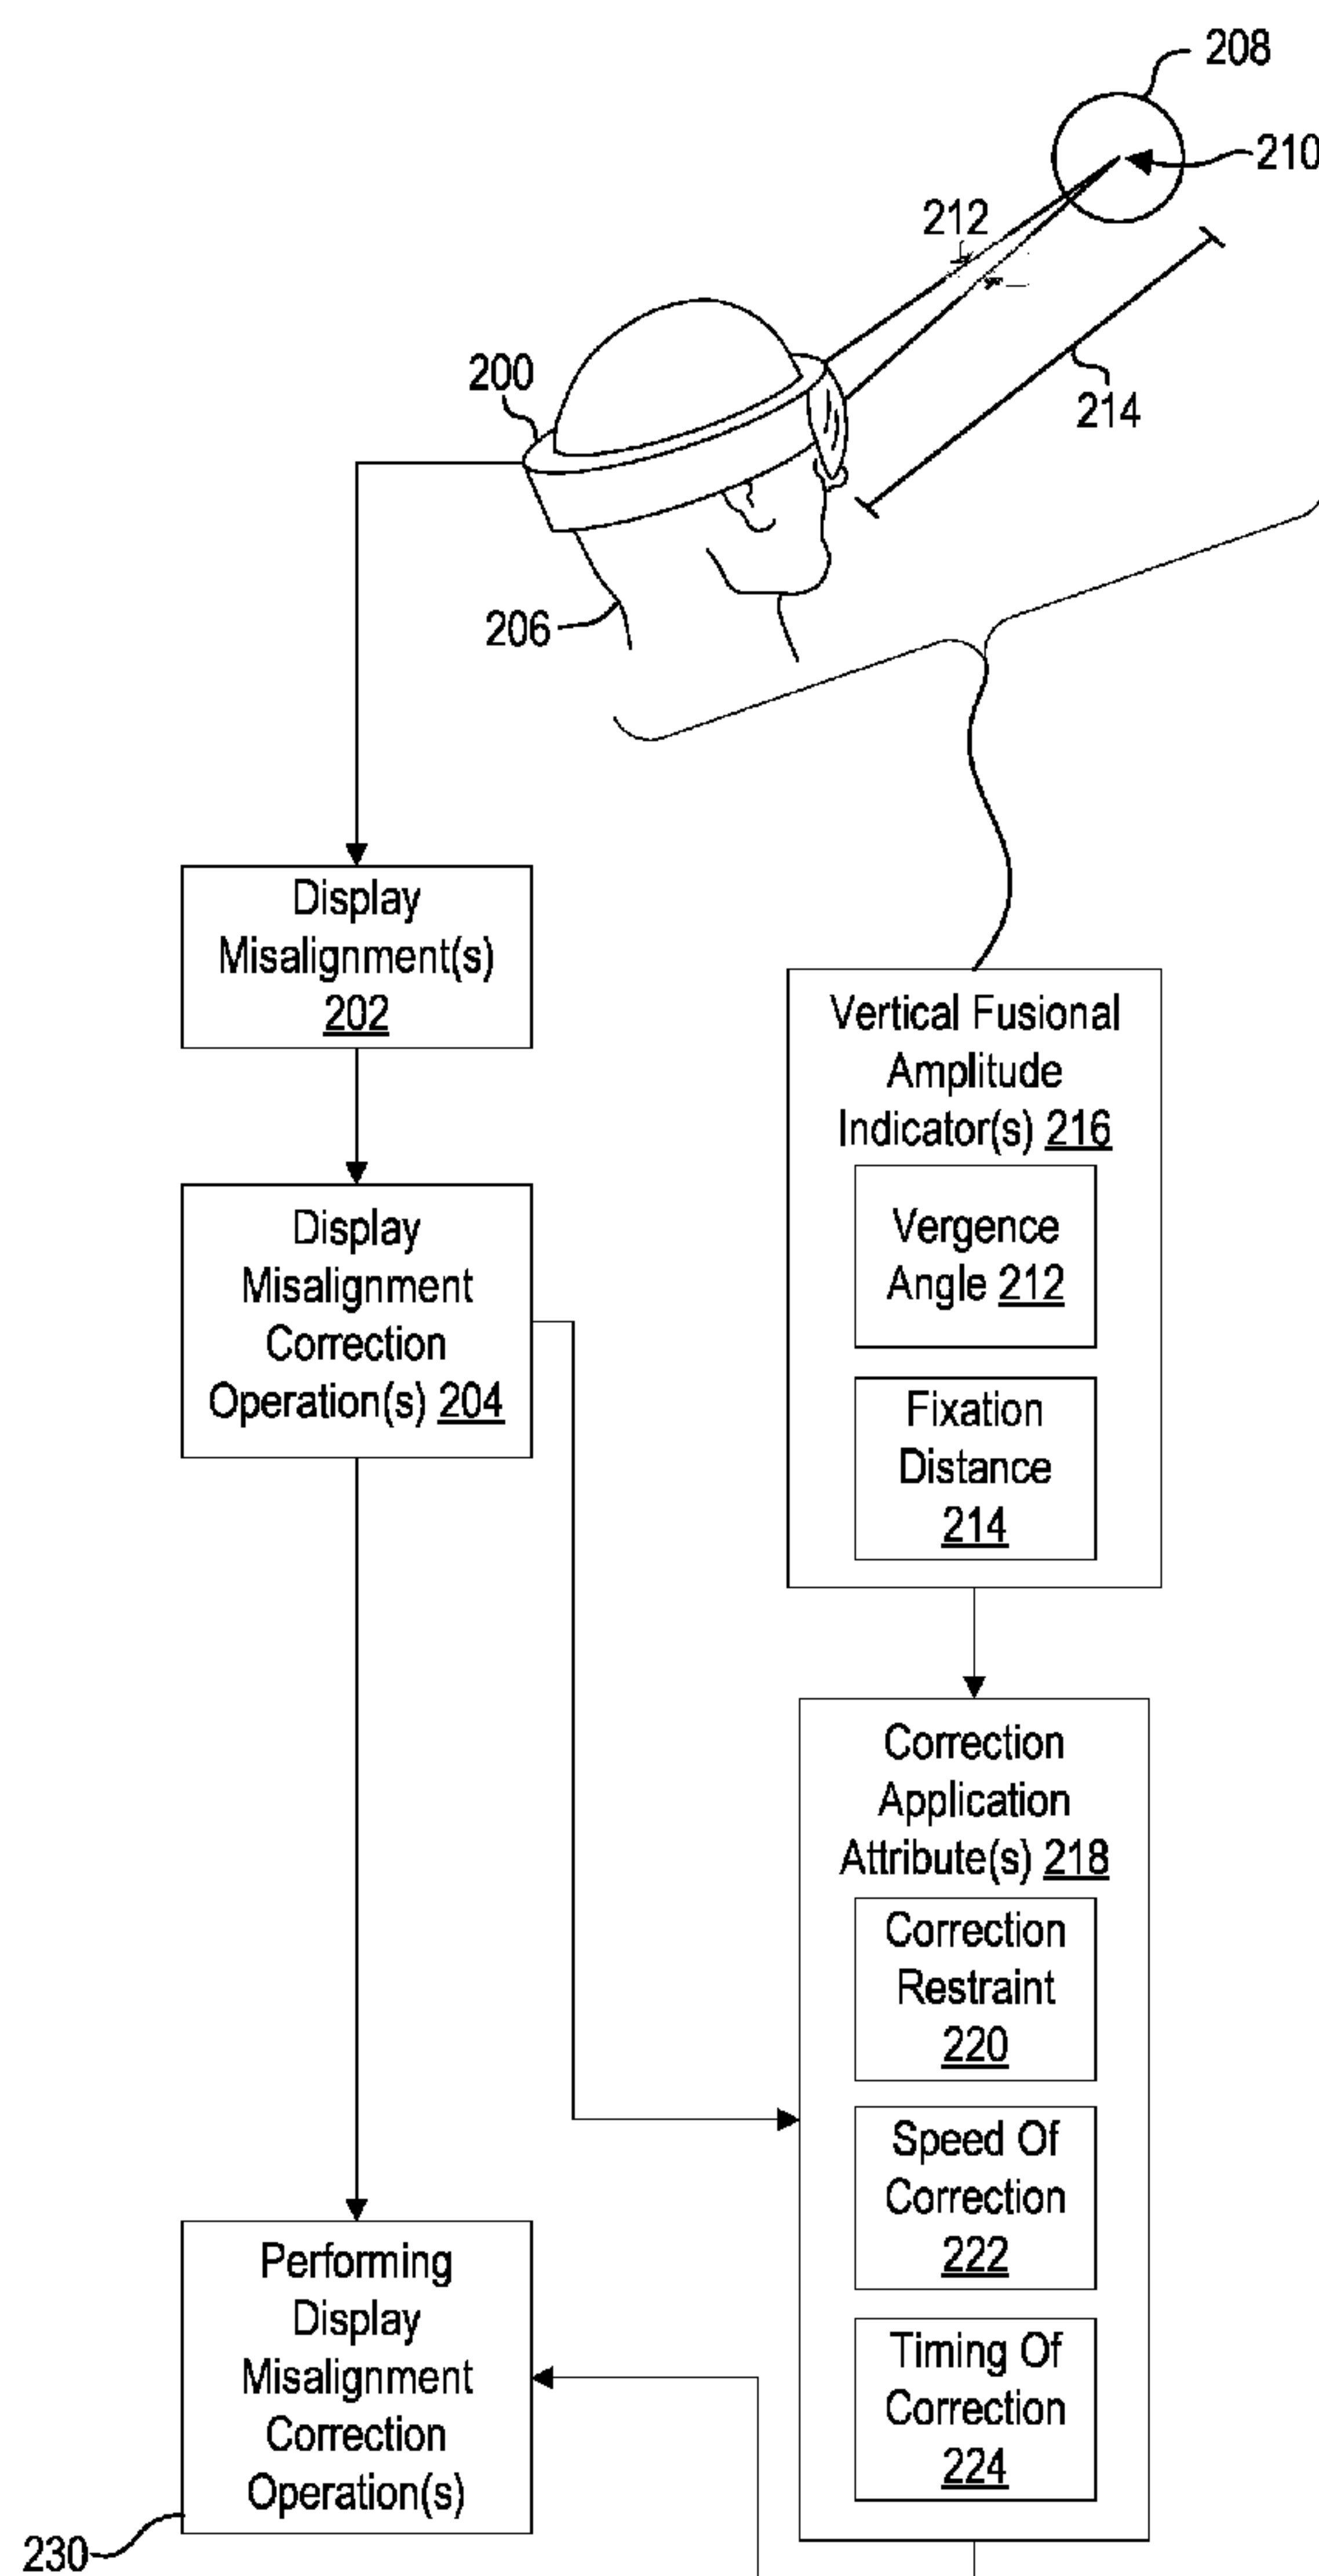 208
210
212
200
214
206
Display
Misalignment(s)
202
Vertical Fusional
Amplitude
Indicator(s) 216
Vergence
Angle 212
Fixation
Distance
214
Display
Misalignment
Correction
Operation(s) 204
Correction
Application
Attribute(s) 218
Correction
Restraint
220
Speed Of
Correction
222
Timing Of
Correction
224
Performing
Display
Misalignment
Correction
Operation(s)
230